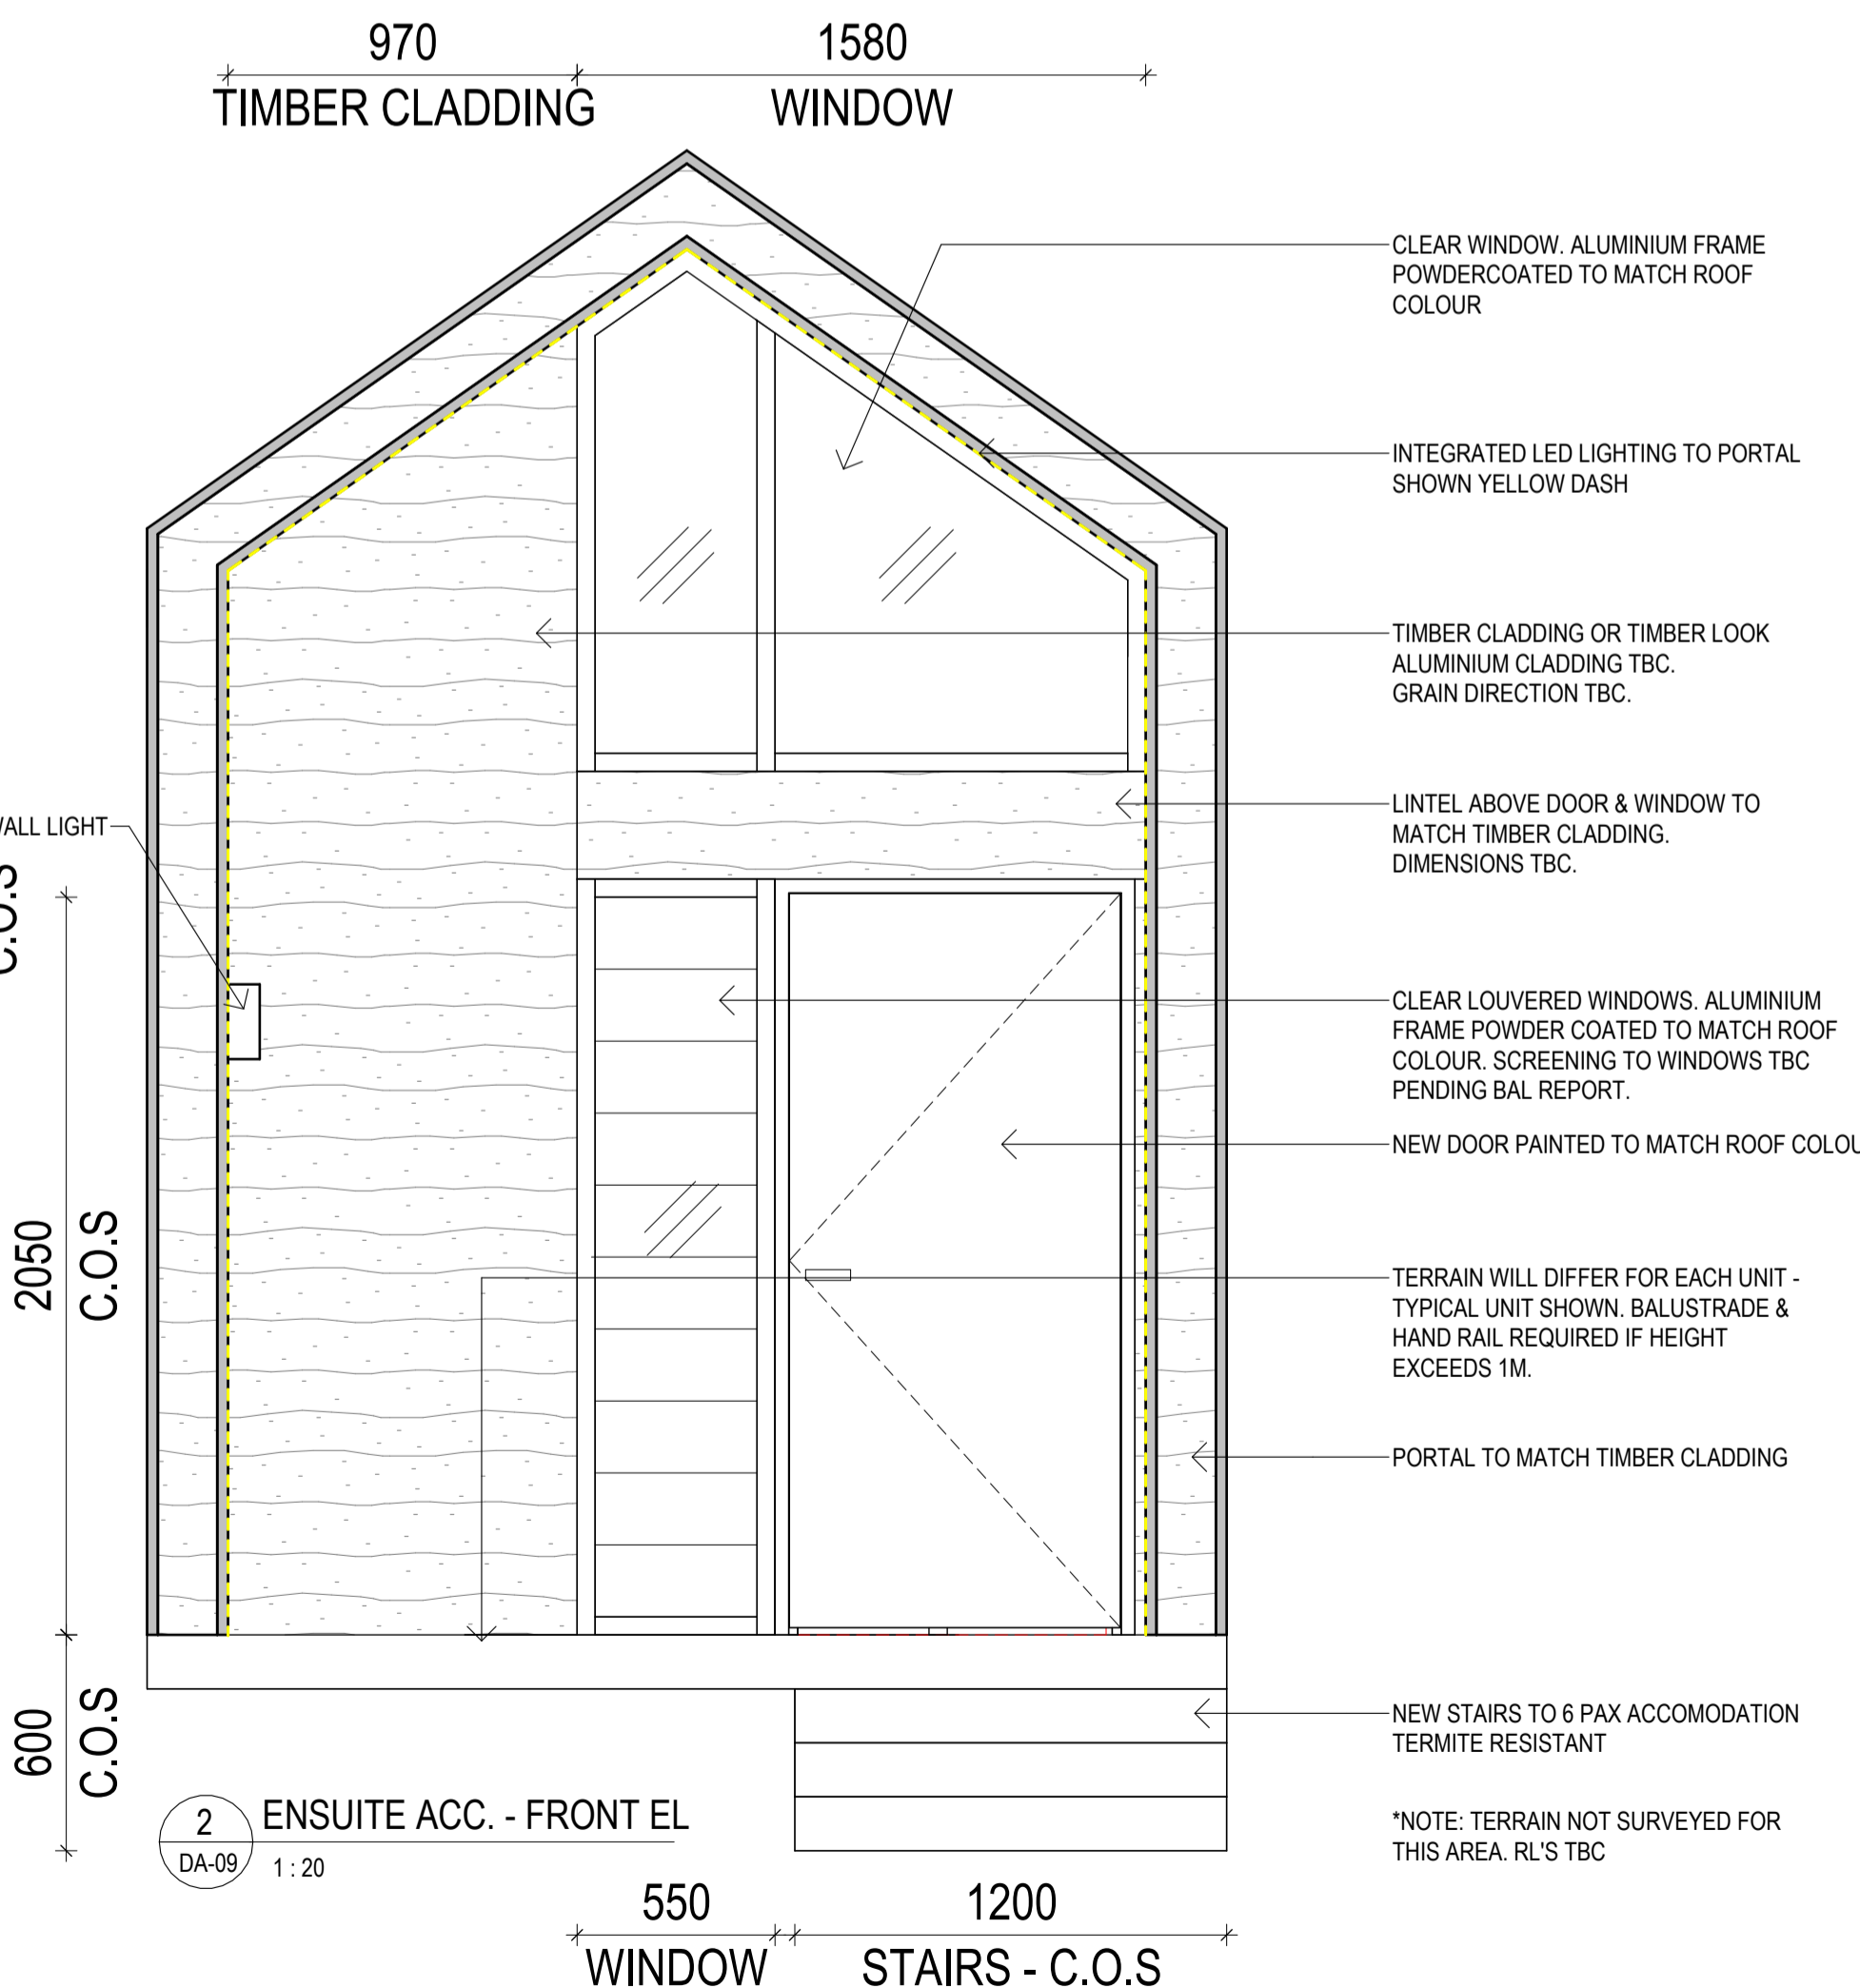 970
1580
TIMBER CLADDING
WINDOW
CLEAR WINDOW. ALUMINIUM FRAME
POWDERCOATED TO MATCH ROOF
COLOUR
INTEGRATED LED LIGHTING TO PORTAL
SHOWN YELLOW DASH
TIMBER CLADDING OR TIMBER LOOK
ALUMINIUM CLADDING TBC.
GRAIN DIRECTION TBC.
LINTEL ABOVE DOOR & WINDOW TO
MATCH TIMBER CLADDING.
DIMENSIONS TBC.
WALL LIGHT
C.O.S
CLEAR LOUVERED WINDOWS. ALUMINIUM
FRAME POWDER COATED TO MATCH ROOF
COLOUR. SCREENING TO WINDOWS TBC
PENDING BAL REPORT.
NEW DOOR PAINTED TO MATCH ROOF COLOU
2050
C.O.S
TERRAIN WILL DIFFER FOR EACH UNIT -
TYPICAL UNIT SHOWN. BALUSTRADE &
HAND RAIL REQUIRED IF HEIGHT
EXCEEDS 1M.
PORTAL TO MATCH TIMBER CLADDING
600
C.O.S
NEW STAIRS TO 6 PAX ACCOMODATION
TERMITE RESISTANT
*NOTE: TERRAIN NOT SURVEYED FOR
THIS AREA. RL'S TBC
2
DA-09
ENSUITE ACC. - FRONT EL
1 : 20
550
1200
WINDOW
STAIRS - C.O.S